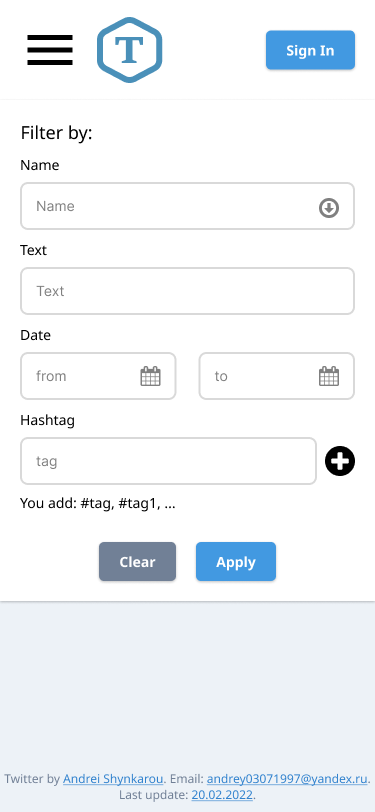 T
Sign In
Filter by:
Name
Name
Text
Text
Date
from
to
Hashtag
tag
You add: #tag, #tag1, ...
Clear
Apply
Twitter by Andrei Shynkarou. Email: andrey03071997@yandex.ru.
Last update: 20.02.2022.